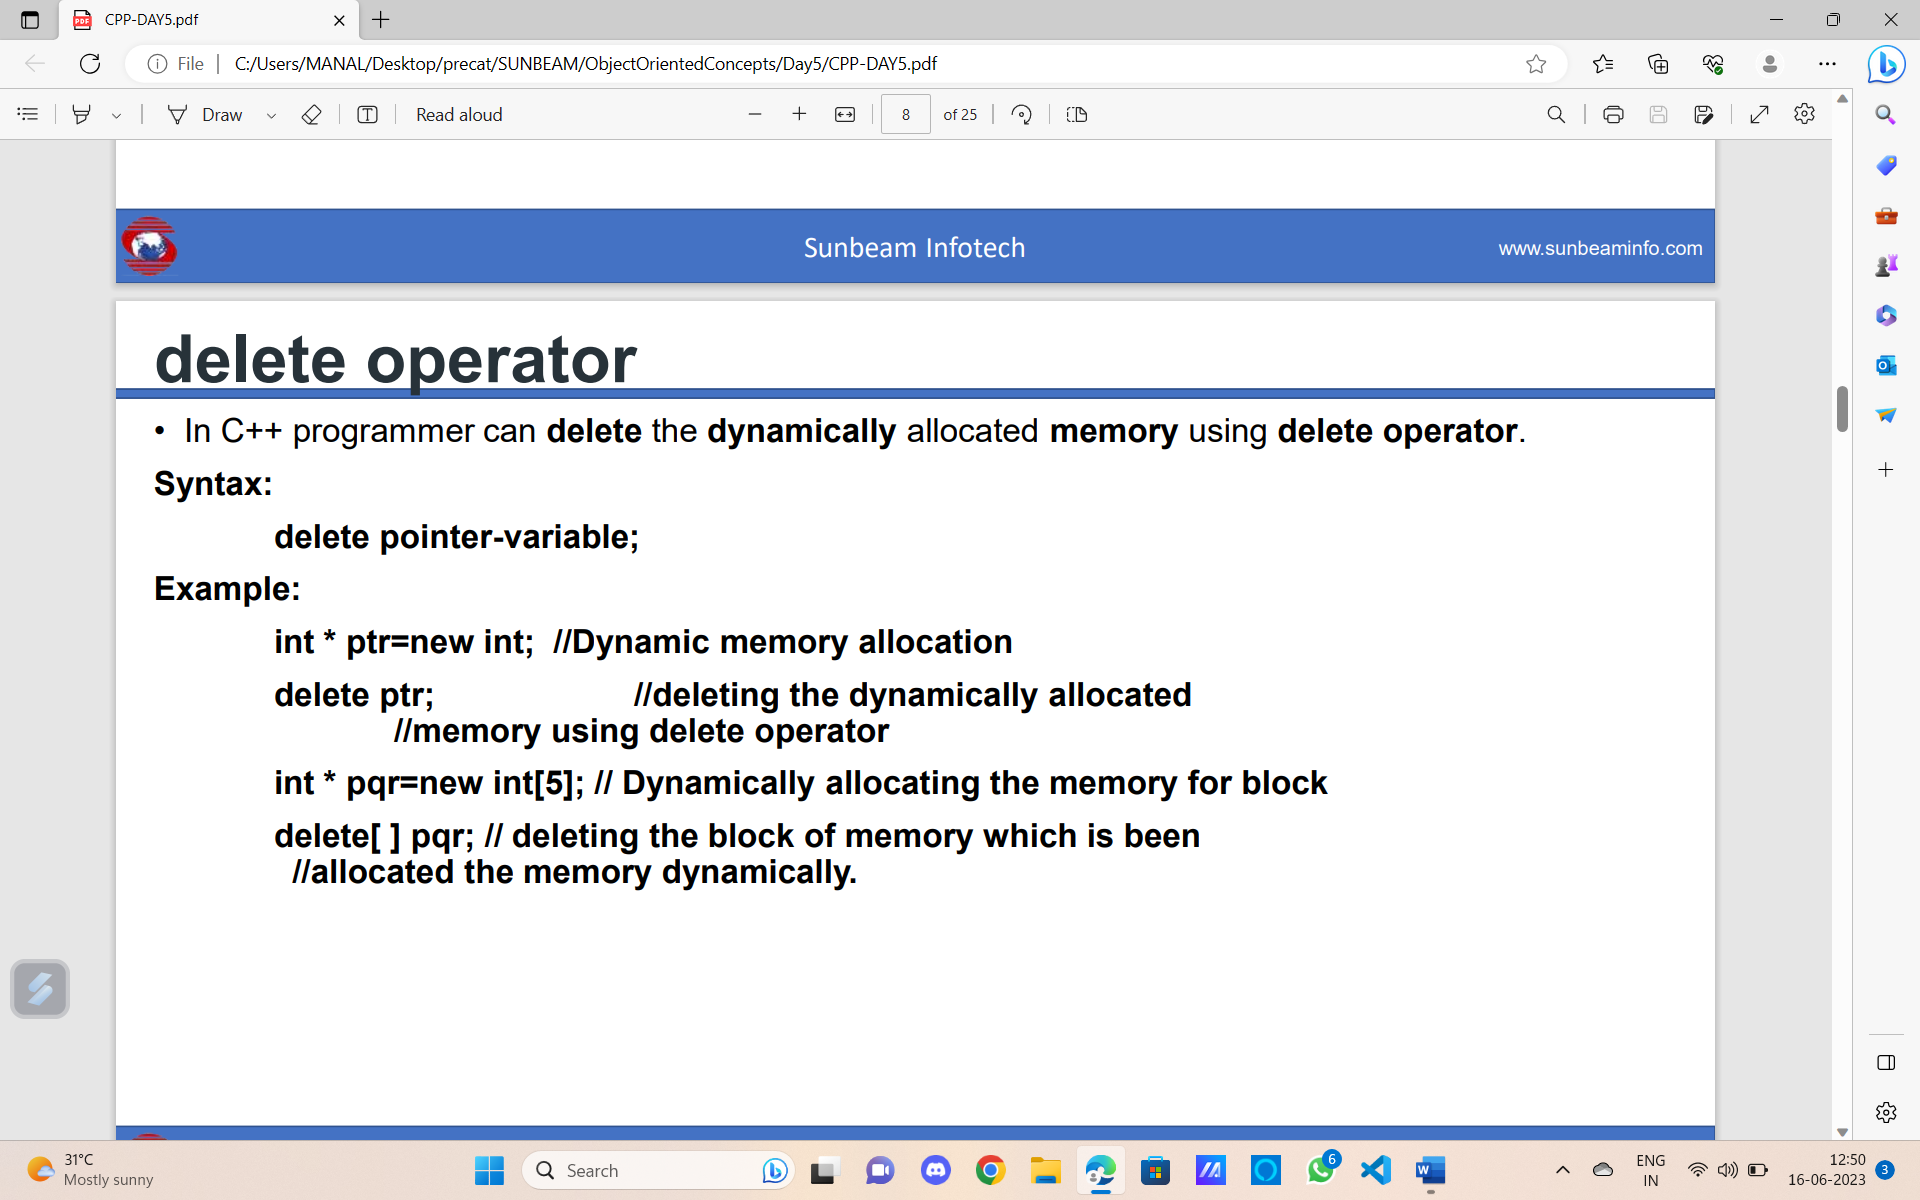 CPP-DAY5.pdf
File
C:/Users/MANAL/Desktop/precat/SUNBEAM/ObjectOrientedConcepts/Day5/CPP-DAY5.pdf
Draw
Read aloud
8
of 25
Sunbeam Infotech
www.sunbeaminfo.com
delete operator
• In C++ programmer can delete the dynamically allocated memory using delete operator.
Syntax:
delete pointer-variable;
Example:
int * ptr=new int; //Dynamic memory allocation
delete ptr; //deleting the dynamically allocated
//memory using delete operator
int * pqr=new int[5]; // Dynamically allocating the memory for block
delete[ ] pqr; // deleting the block of memory which is been
//allocated the memory dynamically.
31°C
Mostly sunny
Search
6
ENG
IN
12:50
16-06-2023
3